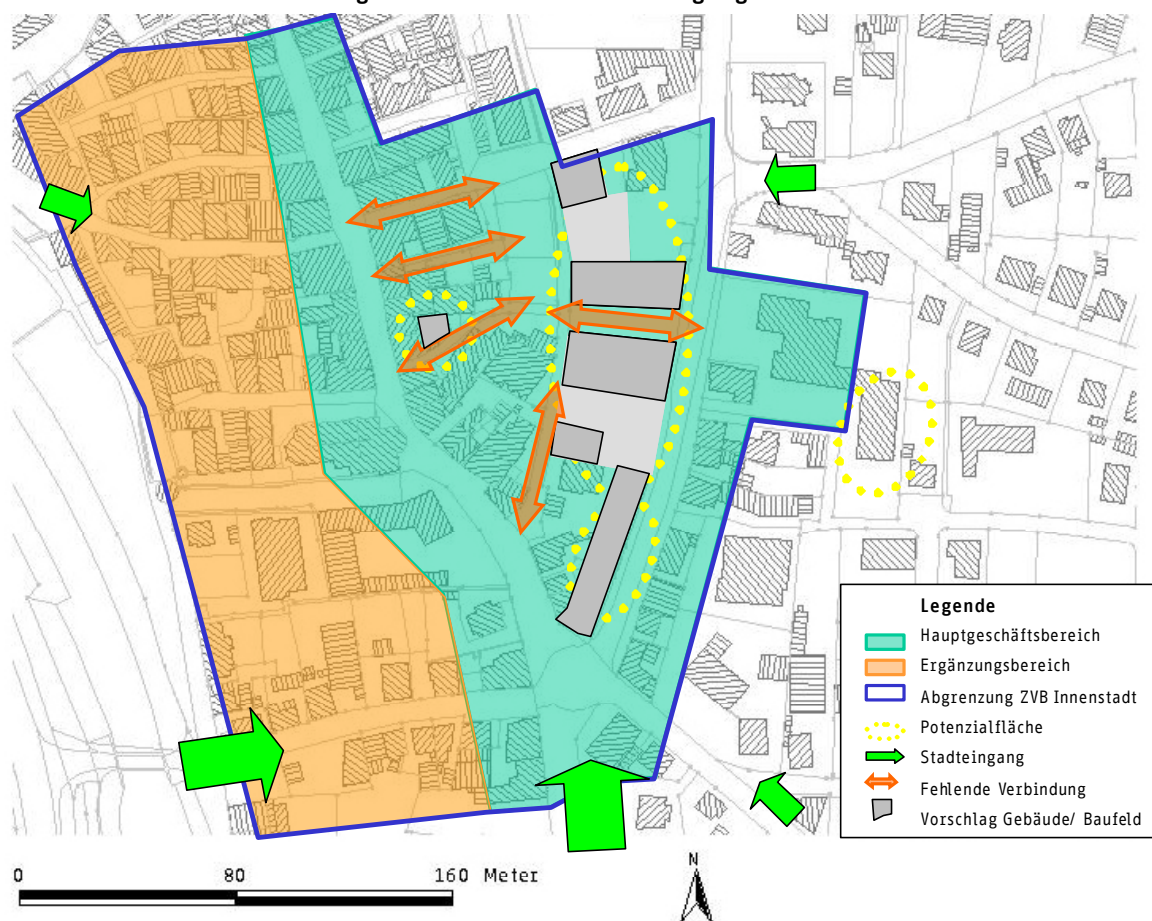 Legende
Hauptgeschäftsbereich
Ergänzungsbereich
Abgrenzung ZVB Innenstadt
Potenzialfläche
Stadteingang
Fehlende Verbindung
Vorschlag Gebäude/ Baufeld
0 80 160 Meter
N